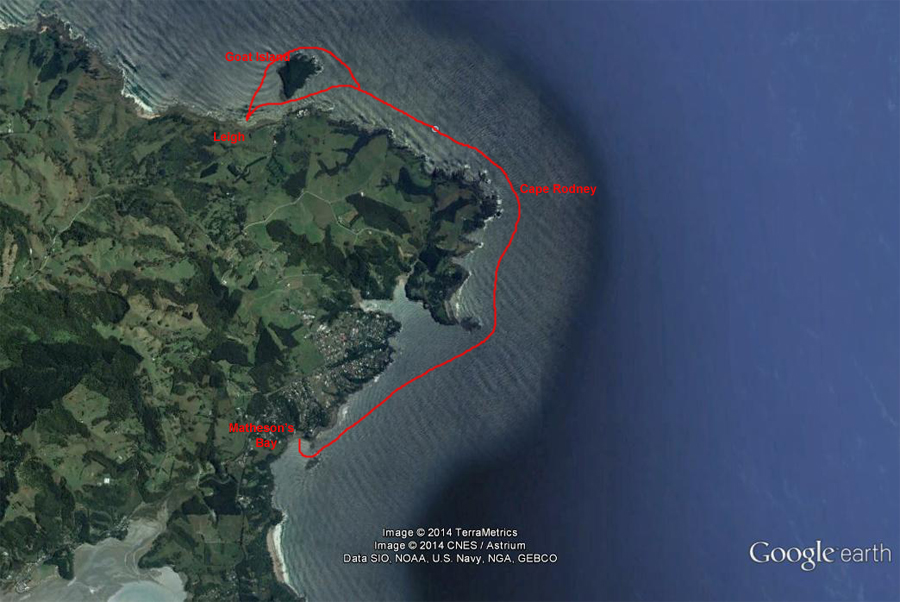 Goat Island
Leigh
Cape Rodney
Matheson's
Bay
Image © 2014 TerraMetrics
Image © 2014 CNES / Astrium
Data SIO, NOAA, U.S. Navy, NGA, GEBCO
Google earth